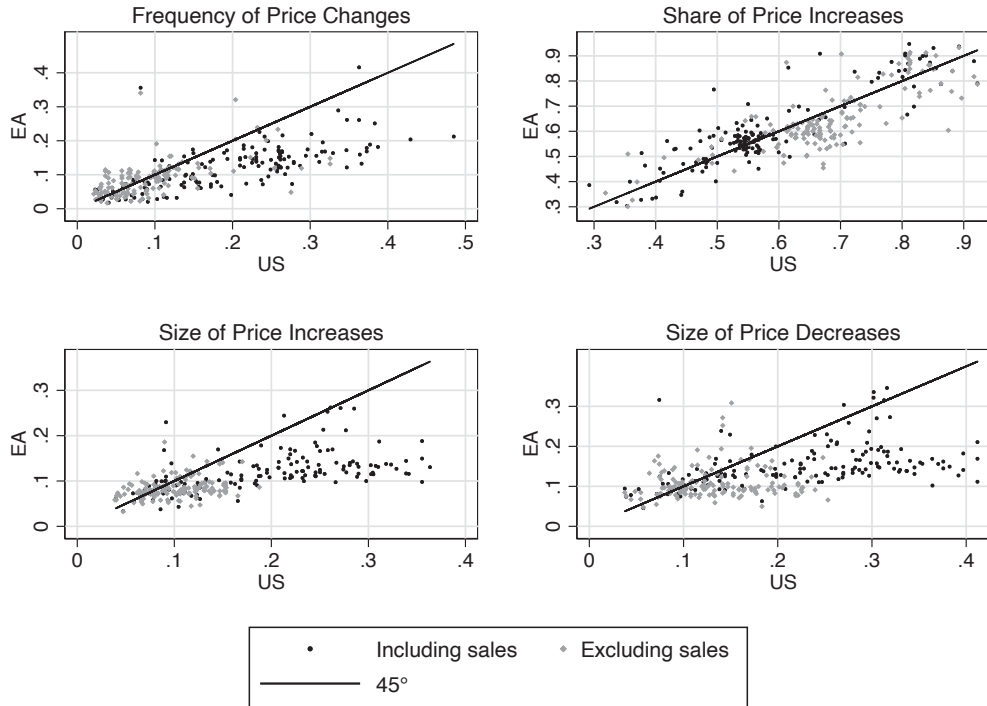 Frequency of Price Changes
EA
0 .1 .2 .3 .4
0 .1 .2 .3 .4 .5
US
Share of Price Increases
EA
.3 .4 .5 .6 .7 .8 .9
.3 .4 .5 .6 .7 .8 .9
US
Size of Price Increases
EA
0 .1 .2 .3
0 .1 .2 .3 .4
US
Size of Price Decreases
EA
0 .1 .2 .3
0 .1 .2 .3 .4
US
Including sales Excluding sales
45°